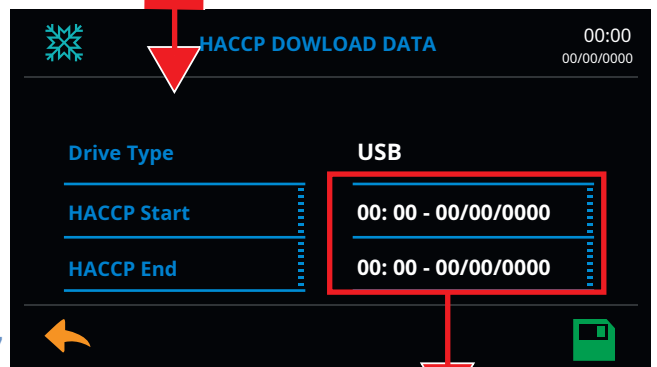 HACCP DOWLOAD DATA
00:00
00/00/0000
Drive Type
USB
HACCP Start
00: 00 - 00/00/0000
HACCP End
00: 00 - 00/00/0000